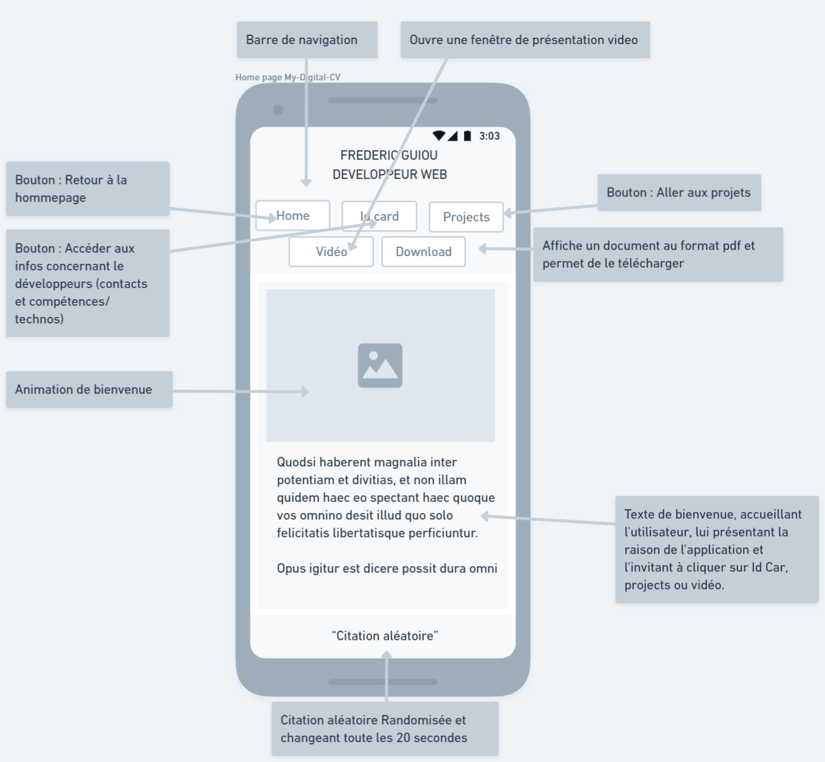 Barre de navigation
Ouvre une fenêtre de présentation video
Home page My-Digital-CV
3:03
FREDERIC GUIOU
DEVELOPPEUR WEB
Bouton : Retour à la
hommepage
Bouton : Aller aux projets
Home
Id card
Projects
Bouton : Accéder aux
infos concernant le
développeurs (contacts
et compétences/
technos)
Vidéo
Download
Affiche un document au format pdf et
permet de le télécharger
Animation de bienvenue
Quodsi haberent magnalia inter
potentiam et divitias, et non illam
quidem haec eo spectant haec quoque
vos omnino desit illud quo solo
felicitatis libertatisque perficiuntur.
Opus igitur est dicere possit dura omni
Texte de bienvenue, accueillant
l'utilisateur, lui présentant la
raison de l'application et
l'invitant à cliquer sur Id Car,
projects ou vidéo.
"Citation aléatoire"
Citation aléatoire Randomisée et
changeant toute les 20 secondes